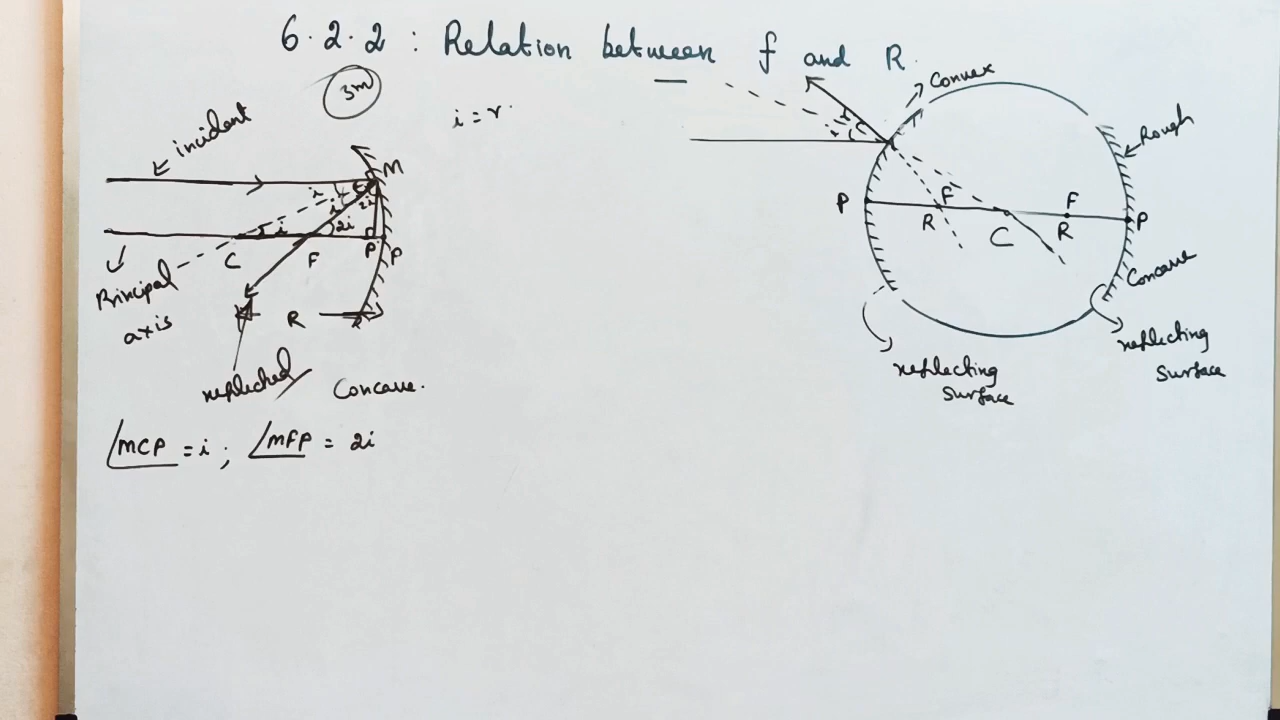 6.2.2 : Relation between f and R.
3m
i = r.
incident
M
i
i
2i
i
2i
C
F
P
P
Principal
axis
R
reflected
Concave.
∠MCP = i ; ∠MFP = 2i
Convex
Rough
i
P
F
R
C
F
R
P
Concave
reflecting
surface
reflecting
surface